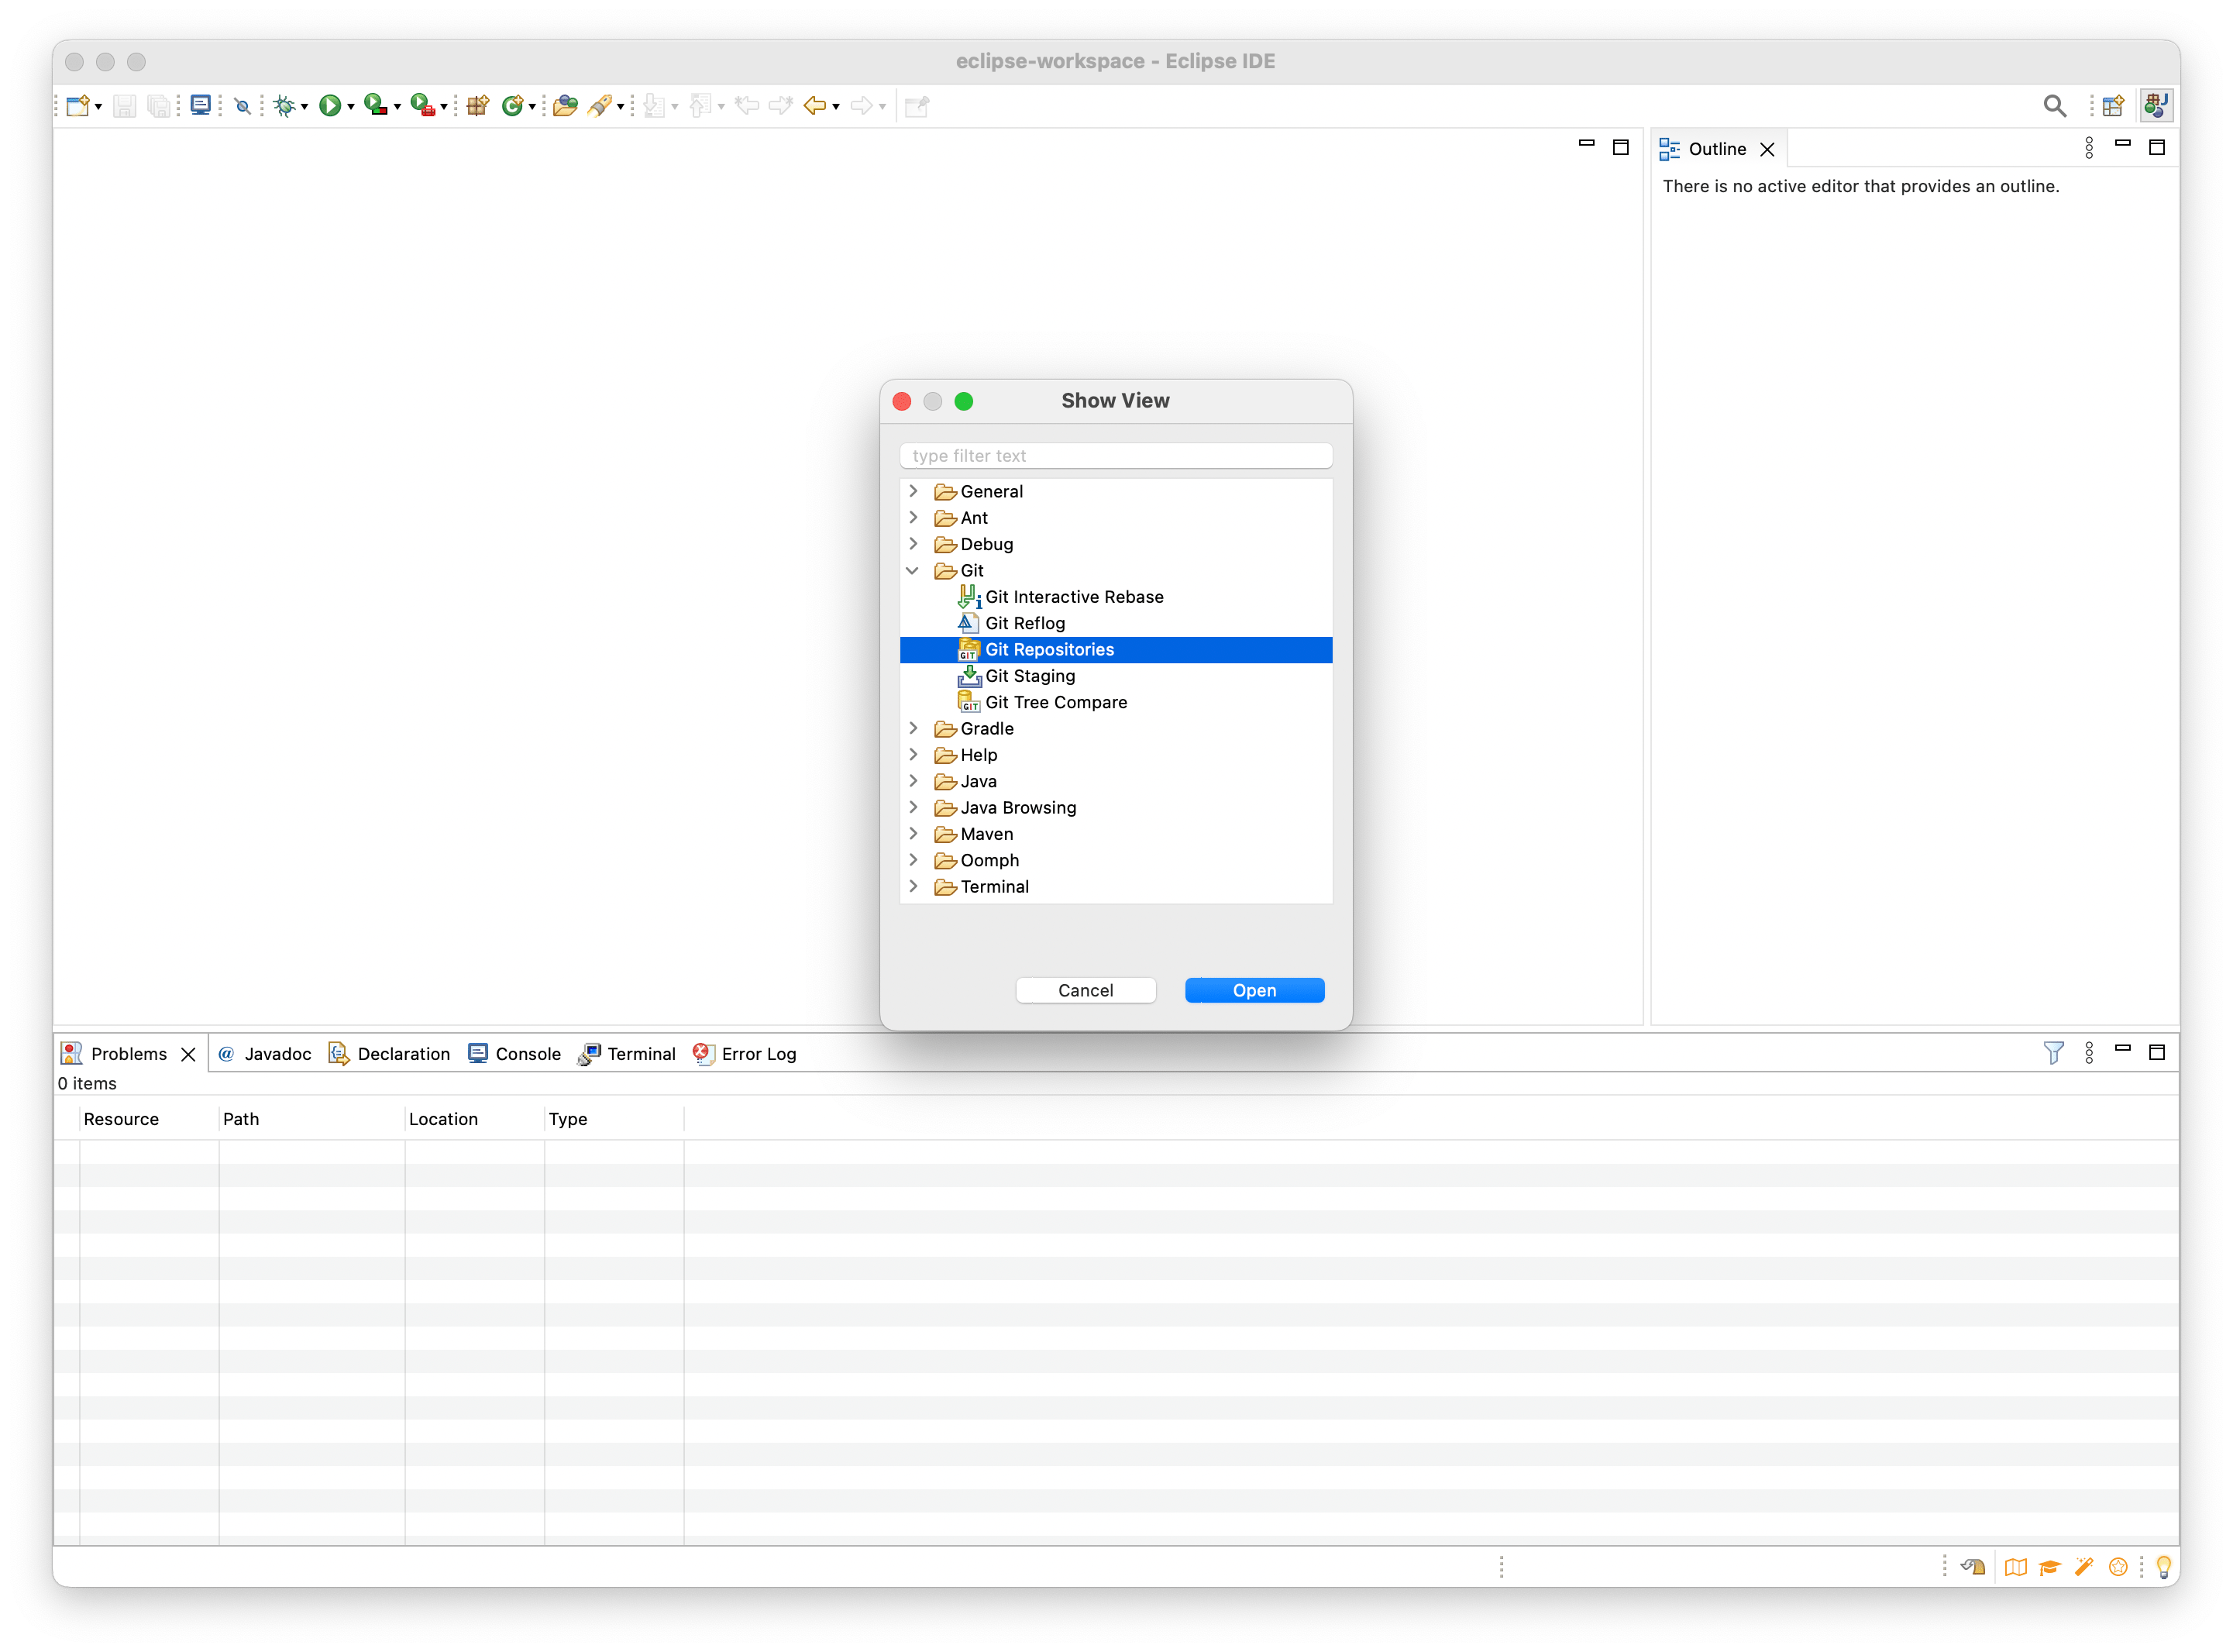 eclipse-workspace - Eclipse IDE
Outline
There is no active editor that provides an outline.
Show View
type filter text
General
Ant
Debug
Git
Git Interactive Rebase
Git Reflog
Git Repositories
Git Staging
Git Tree Compare
Gradle
Help
Java
Java Browsing
Maven
Oomph
Terminal
Cancel Open
Problems @ Javadoc Declaration Console Terminal Error Log
0 items
Resource Path Location Type